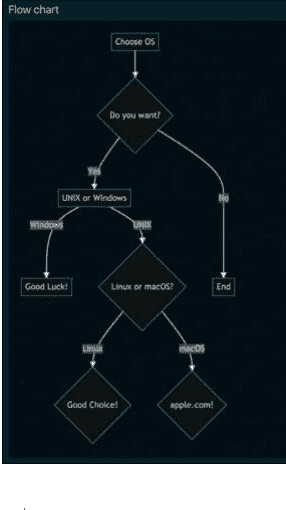 Flow chart
Choose OS
Do you want?
Yes
No
UNIX or Windows
Windows
UNIX
Good Luck!
Linux or macOS?
End
Linux
macOS
Good Choice!
apple.com!